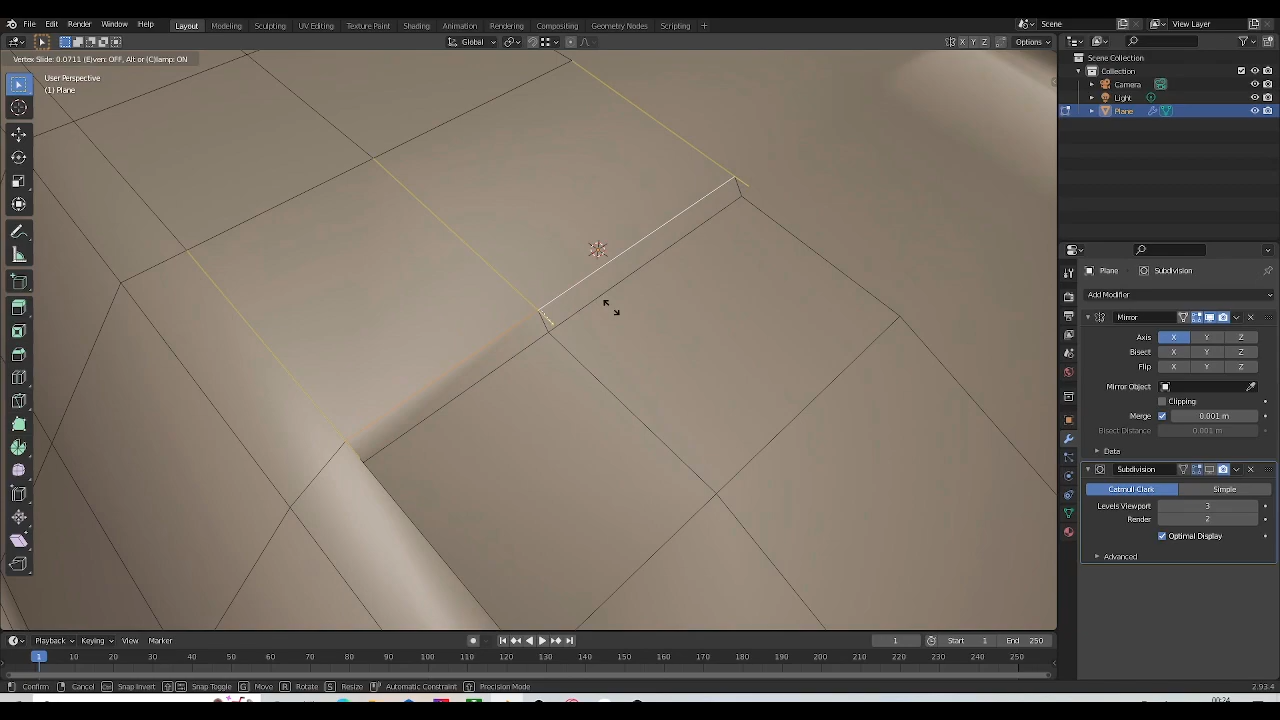 File Edit Render Window Help Layout Modeling Sculpting UV Editing Texture Paint Shading Animation Rendering Compositing Geometry Nodes Scripting + Scene View Layer
Global X Y Z Options
Vertex Slide: 0.0711 (E)ven: OFF, Alt or (C)lamp: ON
User Perspective
(1) Plane
Scene Collection
Collection
Camera
Light
Plane
Plane Subdivision
Add Modifier
Mirror
Axis X Y Z
Bisect X Y Z
Flip X Y Z
Mirror Object
Clipping
Merge 0.001 m
Bisect Distance 0.001 m
Data
Subdivision
Catmull Clark Simple
Levels Viewport 3
Render 2
Optimal Display
Advanced
Playback Keying View Marker 1 Start 1 End 250
1 10 20 30 40 50 60 70 80 90 100 110 120 130 140 150 160 170 180 190 200 210 220 230 240 250
Confirm Cancel Snap Invert Snap Toggle G Move R Rotate S Resize Automatic Constraint Precision Mode 2.93.4
00:24